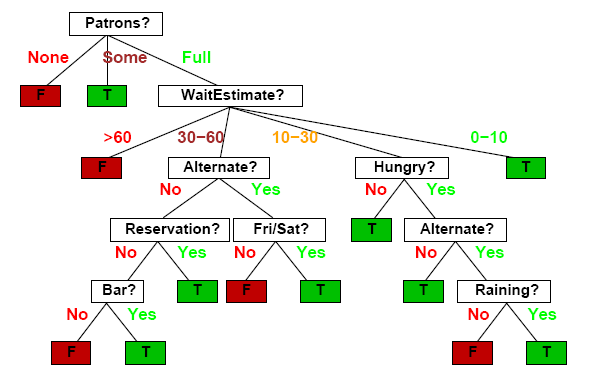 Patrons?
None Some Full
F T WaitEstimate?
>60 30−60 10−30 0−10
F Alternate? Hungry? T
No Yes No Yes
Reservation? Fri/Sat? T Alternate?
No Yes No Yes No Yes
Bar? T F T T Raining?
No Yes No Yes
F T F T